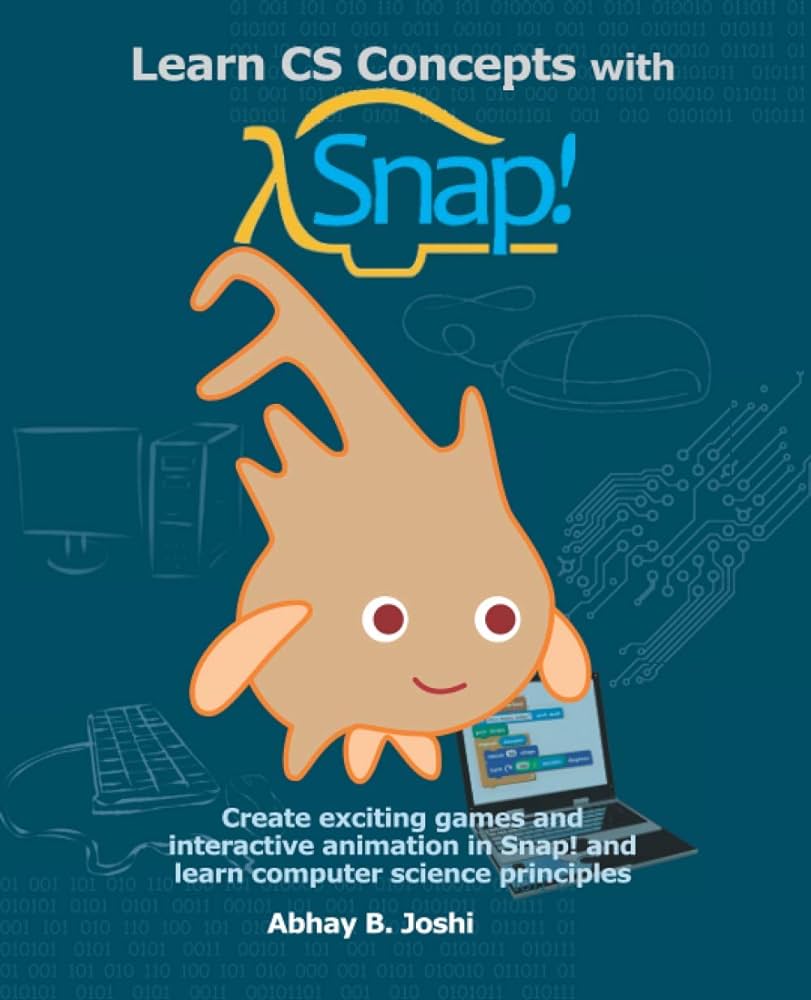 Learn CS Concepts with
λSnap!
Create exciting games and
interactive animation in Snap! and
learn computer science principles
Abhay B. Joshi